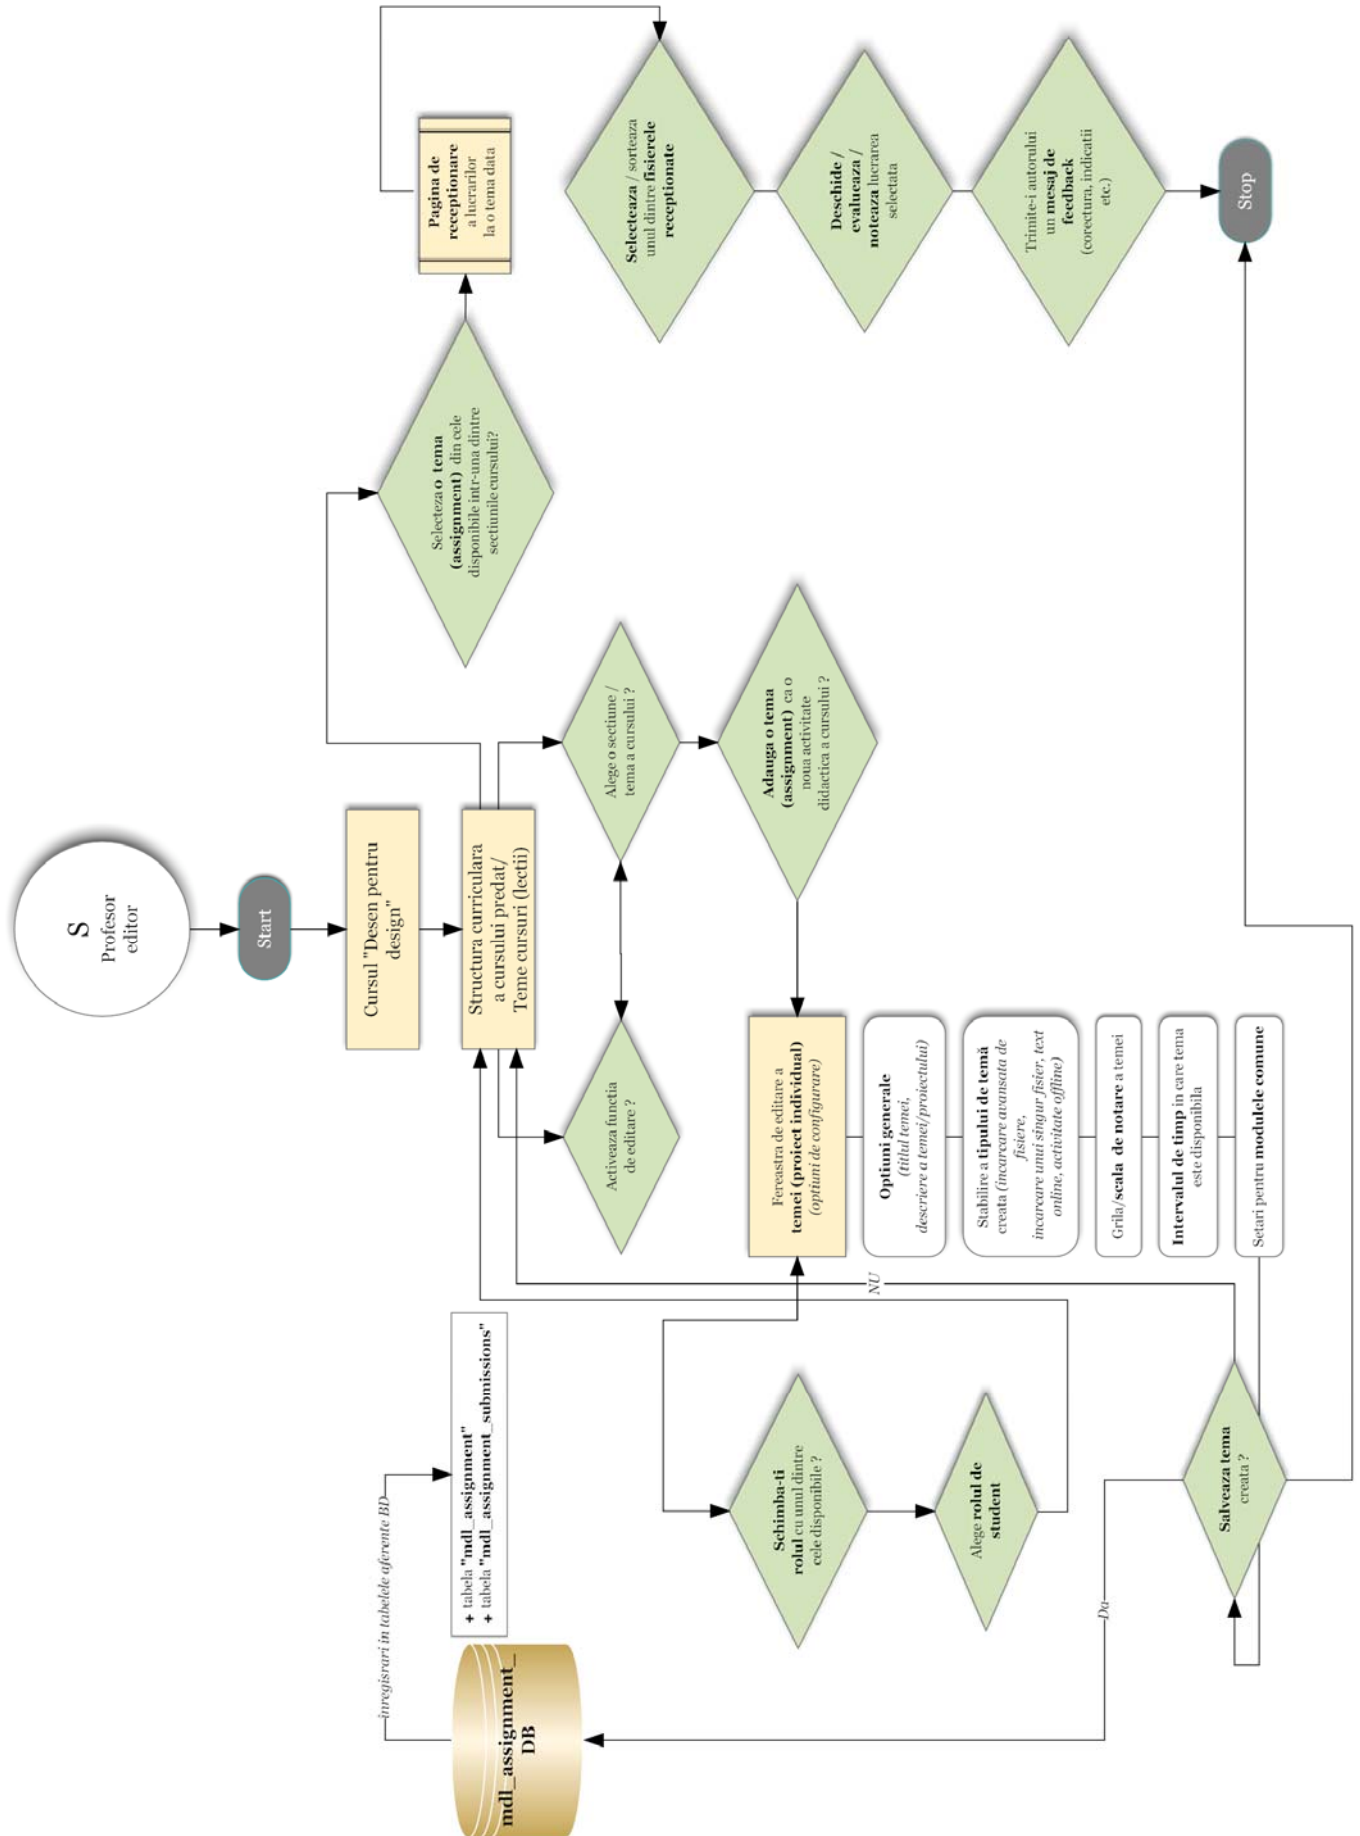 S
Profesor
editor
Start
Cursul "Desen pentru
design"
Structura curriculara
a cursului predat/
Teme cursuri (lectii)
Selecteza o tema
(assignment) din cele
disponibile intr-una dintre
sectiunile cursului?
Pagina de
receptionare
a lucrarilor
la o tema data
Selecteaza / sorteaza
unul dintre fisierele
receptionate
Deschide /
evalueaza /
noteaza lucrarea
selectata
Trimite-i autorului
un mesaj de
feedback
(corectura, indicatii
etc.)
Stop
Alege o sectiune /
tema a cursului ?
Adauga o tema
(assignment) ca o
noua activitate
didactica a cursului ?
Activeaza functia
de editare ?
Fereastra de editare a
temei (proiect individual)
(optiuni de configurare)
Optiuni generale
(titlul temei,
descriere a temei/proiectului)
Stabilire a tipului de temă
creata (incarcare avansata de
fisiere,
incarcare unui singur fisier, text
online, activitate offline)
Grila/scala de notare a temei
Intervalul de timp in care tema
este disponibila
Setari pentru modulele comune
NU
Schimba-ti
rolul cu unul dintre
cele disponibile ?
Alege rolul de
student
Salveaza tema
creata ?
Da
inregisrari in tabelele aferente BD
+ tabela "mdl_assignment"
+ tabela "mdl_assignment_submissions"
mdl_assignment_
DB